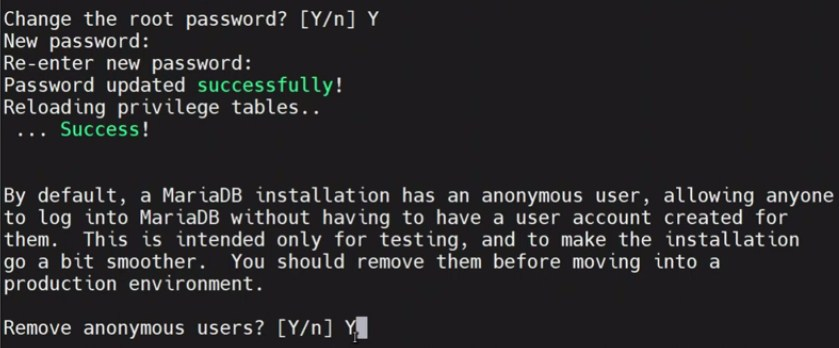 Change the root password? [Y/n] Y
New password:
Re-enter new password:
Password updated successfully!
Reloading privilege tables..
... Success!
By default, a MariaDB installation has an anonymous user, allowing anyone
to log into MariaDB without having to have a user account created for
them.  This is intended only for testing, and to make the installation
go a bit smoother.  You should remove them before moving into a
production environment.
Remove anonymous users? [Y/n] Y